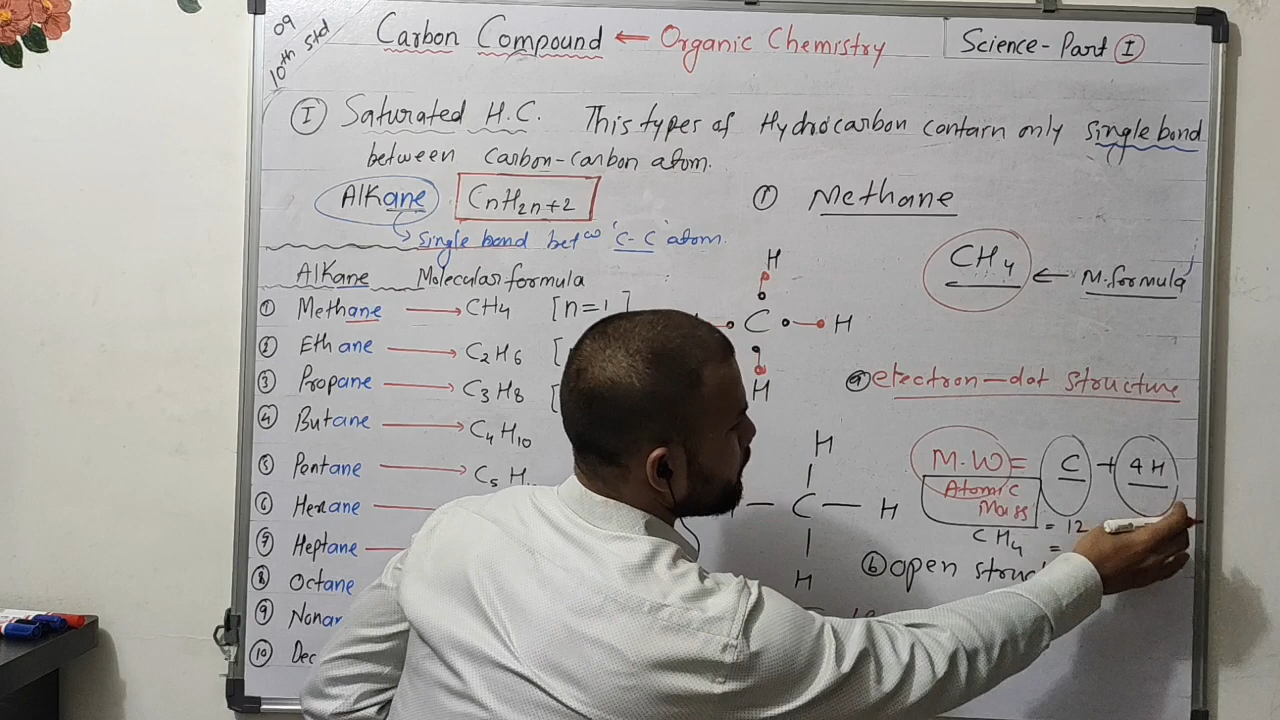 09
10th std
Carbon Compound ← Organic Chemistry
Science-Part I
I Saturated H.C. This types of Hydrocarbon contain only single bond
between carbon-carbon atom.
Alkane CnH2n+2
Single bond betn 'C-C' atom.
Alkane Molecular formula
① Methane → CH4 [n=1]
② Ethane → C2H6 [
③ Propane → C3H8 [
④ Butane → C4H10
⑤ Pentane → C5H
⑥ Hexane
⑦ Heptane
⑧ Octane
⑨ Nonan
⑩ Dec
① Methane
CH4 ← M.formula
H
C H
H
ⓐ electron-dot structure
H
C — H
H
M.W = C + 4H
Atomic
Mass
= 12
CH4 =
ⓑ open struc